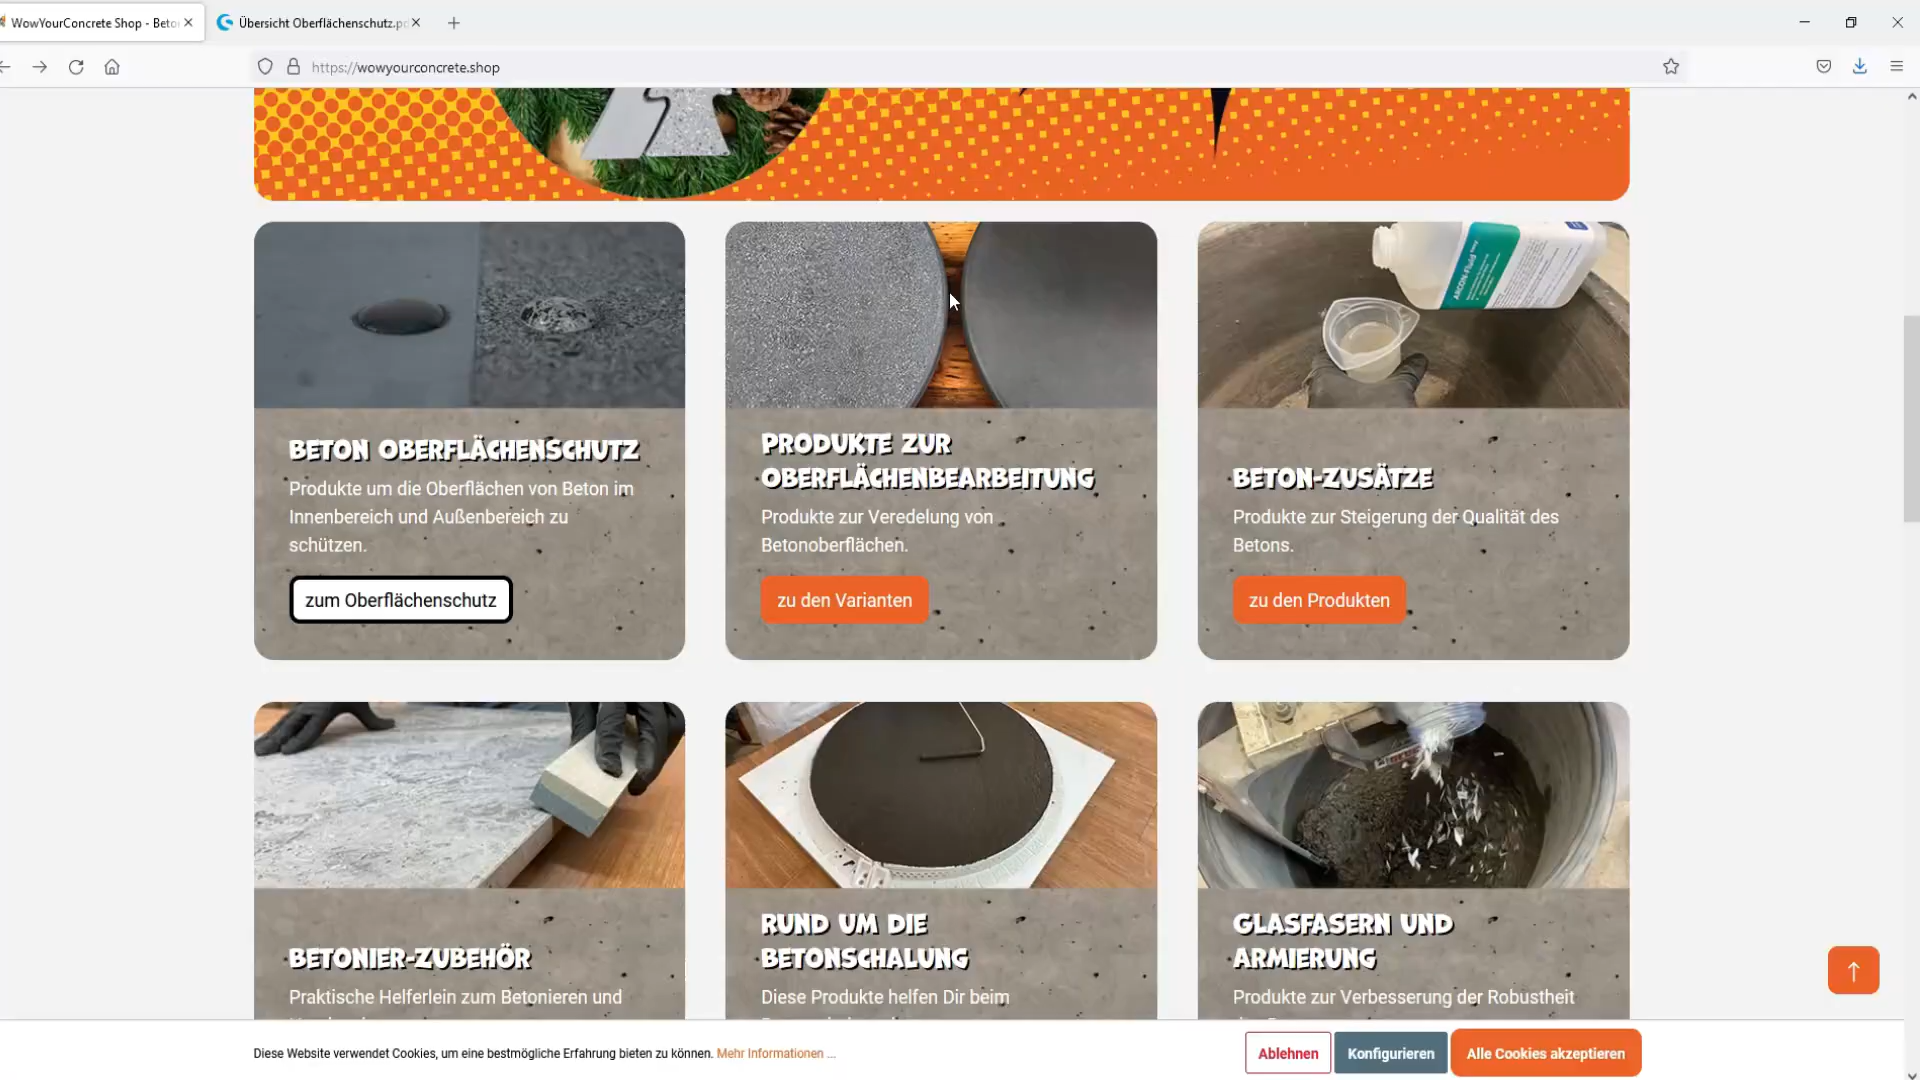 WowYourConcrete Shop - Beto
Übersicht Oberflächenschutz.pd
https://wowyourconcrete.shop
ARCON-Fluid
BETON OBERFLÄCHENSCHUTZ
Produkte um die Oberflächen von Beton im
Innenbereich und Außenbereich zu
schützen.
zum Oberflächenschutz
PRODUKTE ZUR
OBERFLÄCHENBEARBEITUNG
Produkte zur Veredelung von
Betonoberflächen.
zu den Varianten
BETON-ZUSÄTZE
Produkte zur Steigerung der Qualität des
Betons.
zu den Produkten
BETONIER-ZUBEHÖR
Praktische Helferlein zum Betonieren und
RUND UM DIE
BETONSCHALUNG
Diese Produkte helfen Dir beim
GLASFASERN UND
ARMIERUNG
Produkte zur Verbesserung der Robustheit
Diese Website verwendet Cookies, um eine bestmögliche Erfahrung bieten zu können. Mehr Informationen ...
Ablehnen
Konfigurieren
Alle Cookies akzeptieren